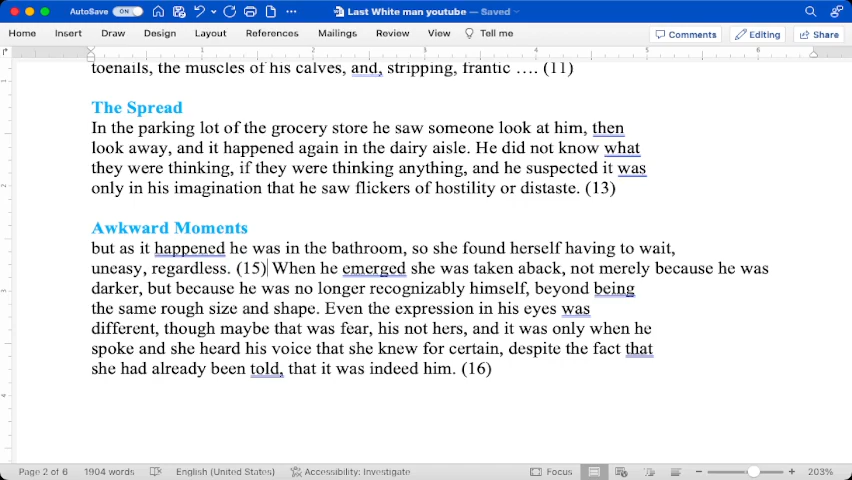 AutoSave ON Last White man youtube — Saved
Home Insert Draw Design Layout References Mailings Review View Tell me Comments Editing Share
1 2 3 4 5 6
toenails, the muscles of his calves, and, stripping, frantic …. (11)
The Spread
In the parking lot of the grocery store he saw someone look at him, then
look away, and it happened again in the dairy aisle. He did not know what
they were thinking, if they were thinking anything, and he suspected it was
only in his imagination that he saw flickers of hostility or distaste. (13)
Awkward Moments
but as it happened he was in the bathroom, so she found herself having to wait,
uneasy, regardless. (15) When he emerged she was taken aback, not merely because he was
darker, but because he was no longer recognizably himself, beyond being
the same rough size and shape. Even the expression in his eyes was
different, though maybe that was fear, his not hers, and it was only when he
spoke and she heard his voice that she knew for certain, despite the fact that
she had already been told, that it was indeed him. (16)
Page 2 of 6 1904 words English (United States) Accessibility: Investigate Focus 203%